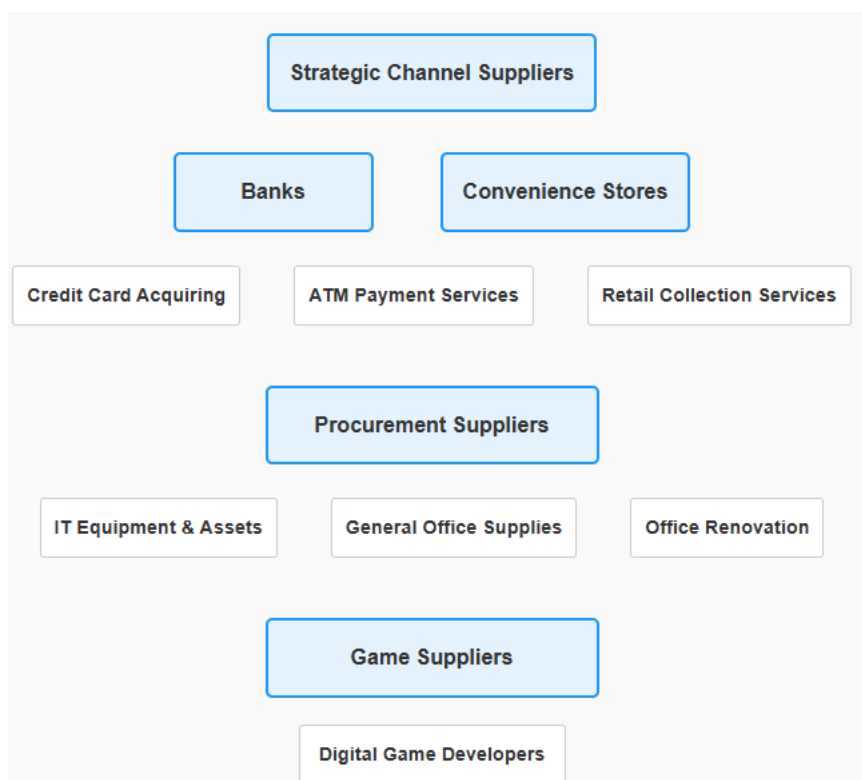 Strategic Channel Suppliers
Banks
Convenience Stores
Credit Card Acquiring
ATM Payment Services
Retail Collection Services
Procurement Suppliers
IT Equipment & Assets
General Office Supplies
Office Renovation
Game Suppliers
Digital Game Developers